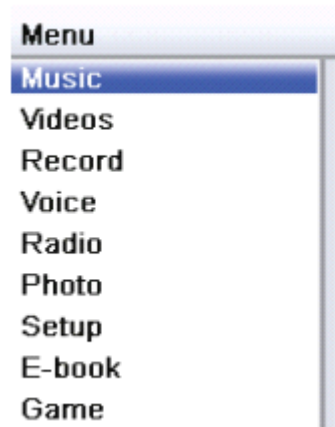 Menu
Music
Videos
Record
Voice
Radio
Photo
Setup
E-book
Game